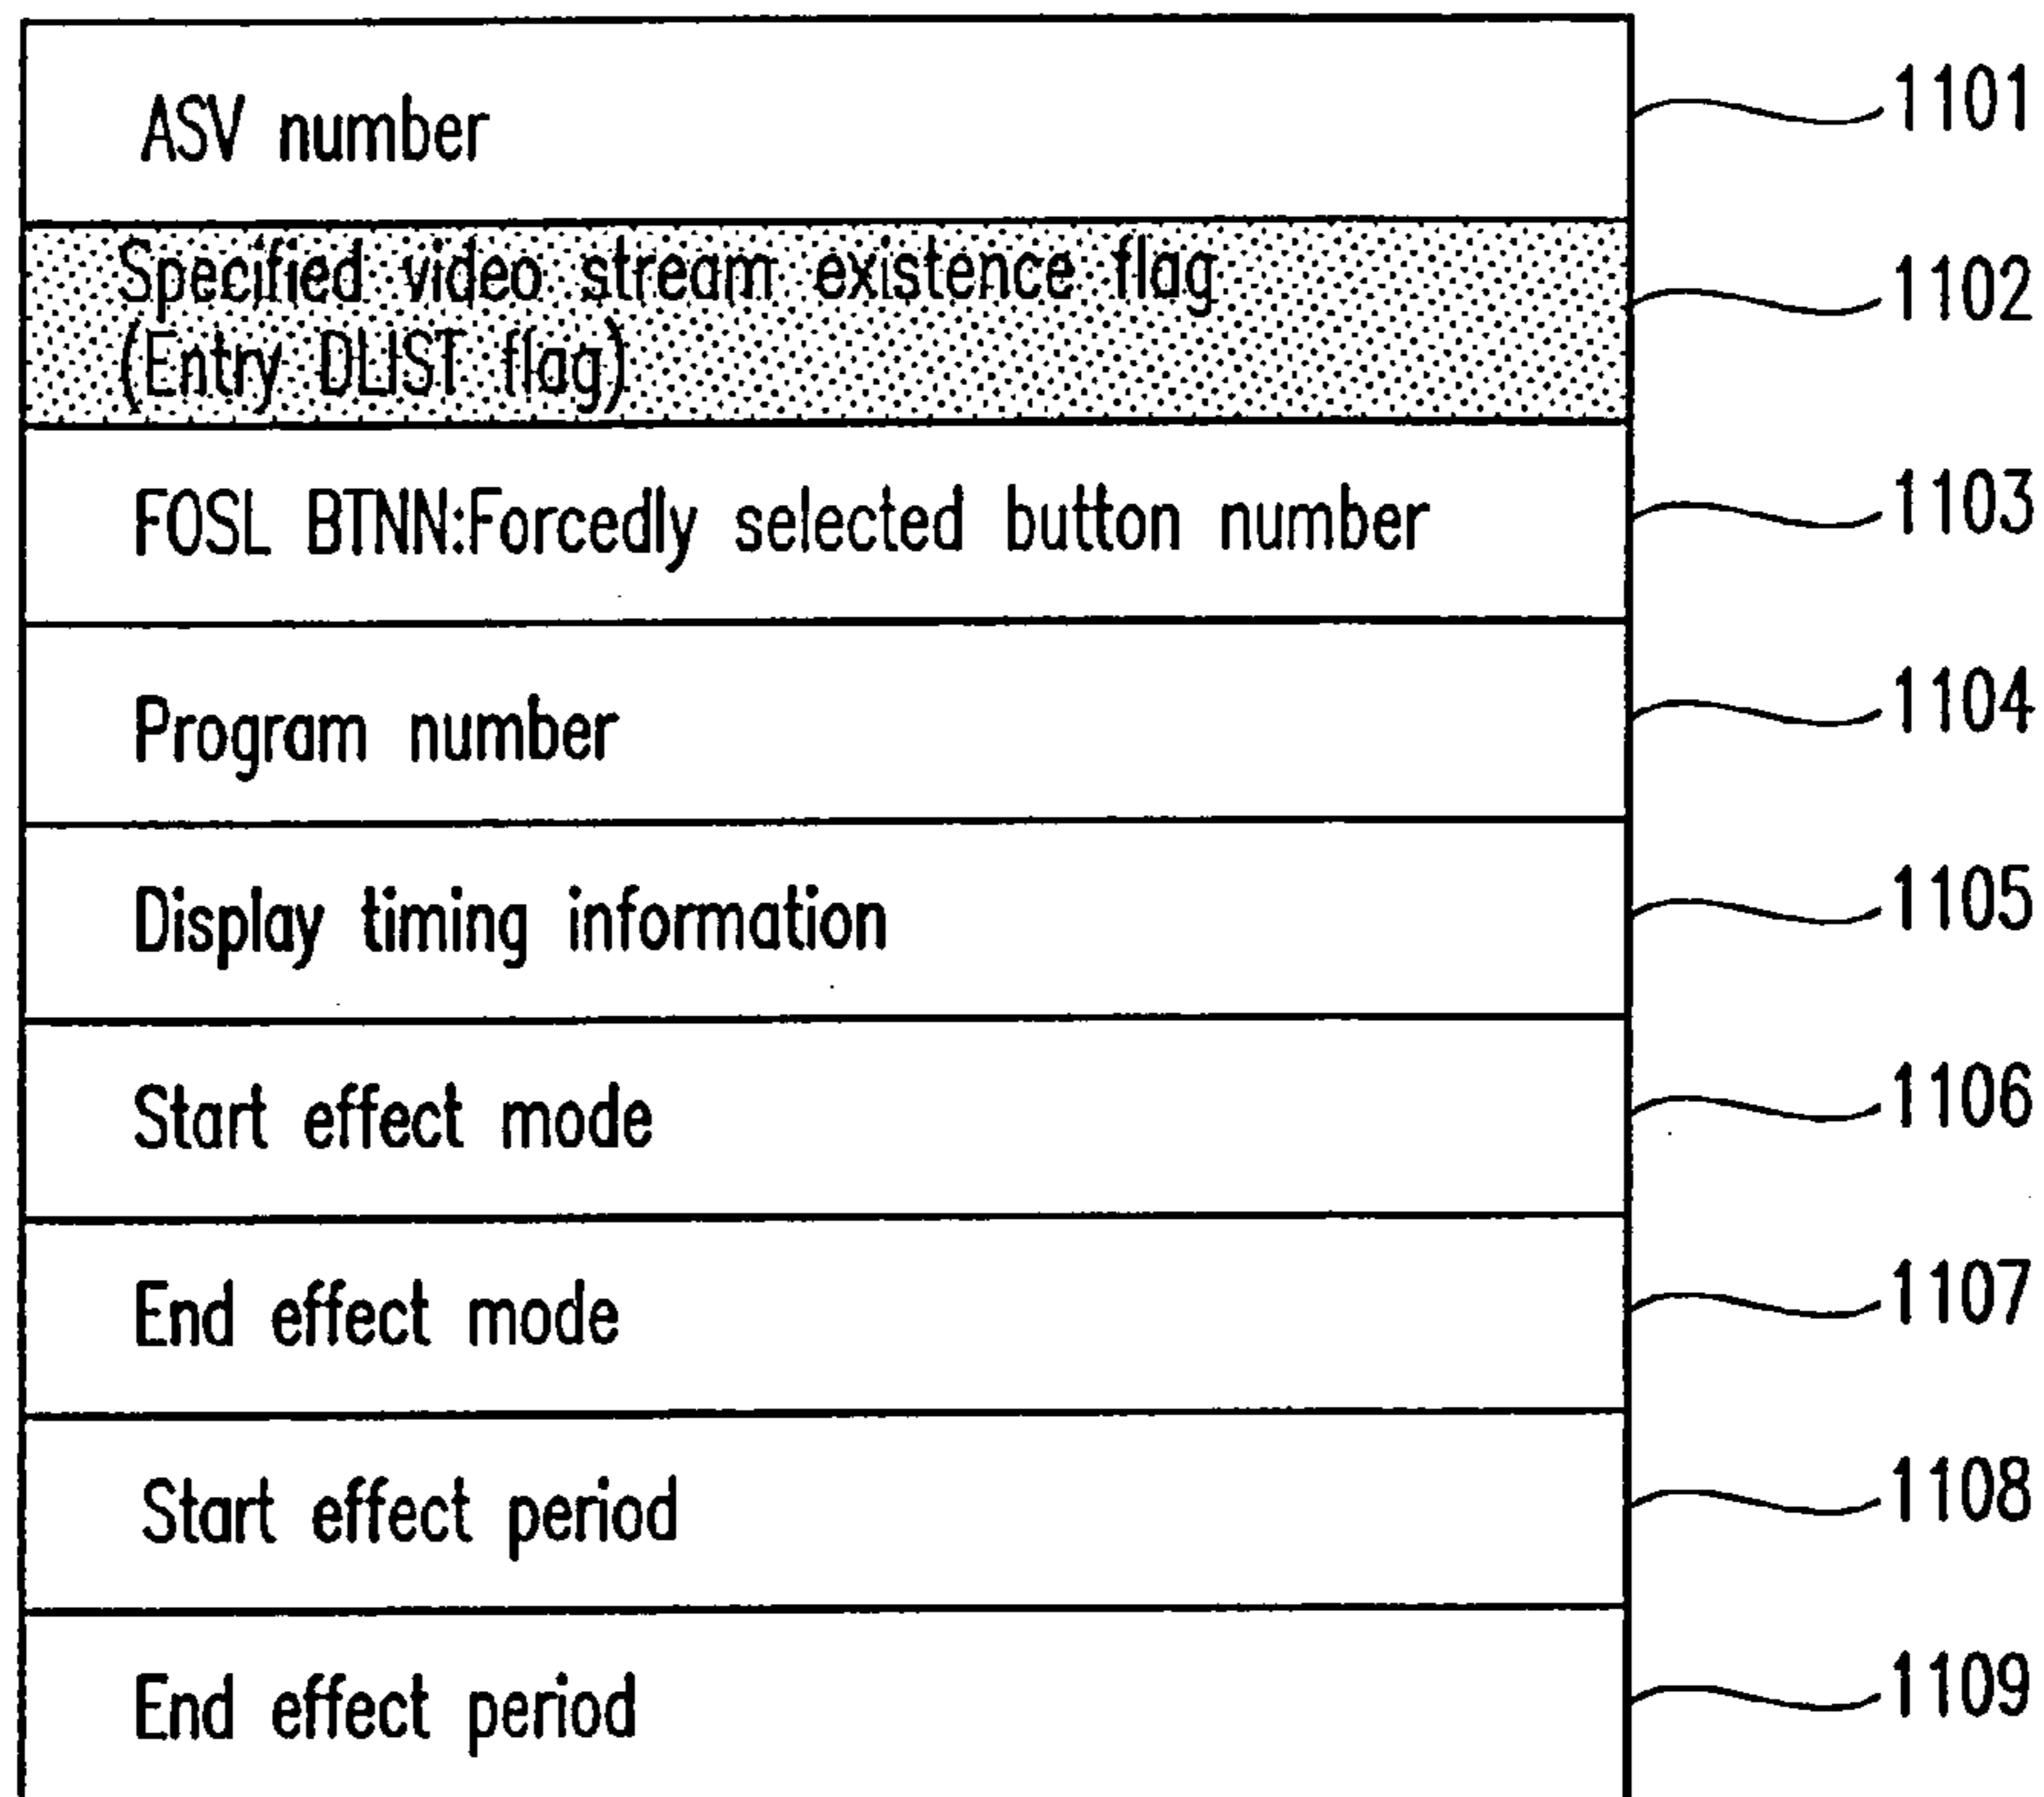 ASV number 1101
Specified video stream existence flag 1102
(Entry DLIST flag)
FOSL BTNN:Forcedly selected button number 1103
Program number 1104
Display timing information 1105
Start effect mode 1106
End effect mode 1107
Start effect period 1108
End effect period 1109